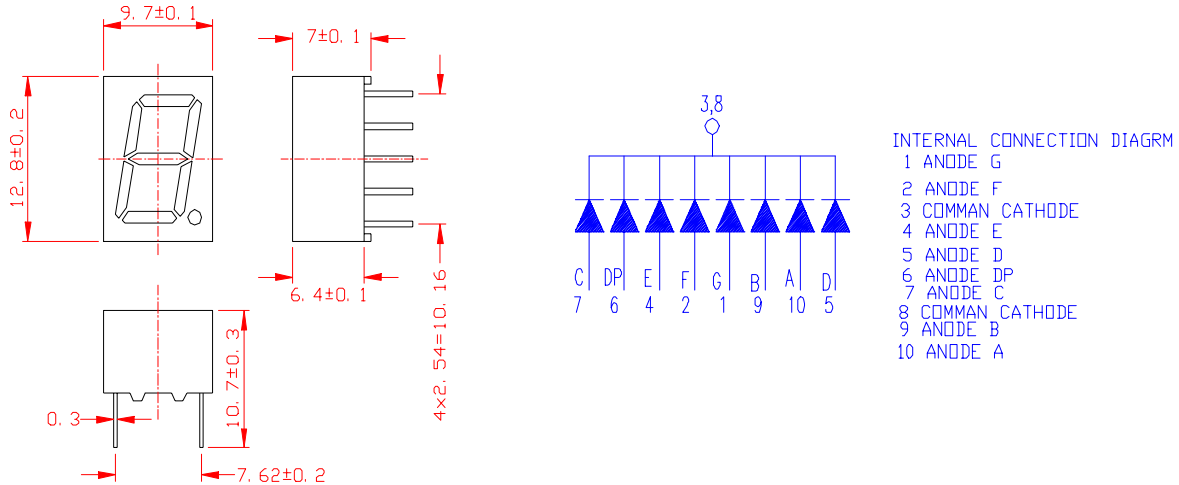 9.7±0.1
7±0.1
12.8±0.2
6.4±0.1
4×2.54=10.16
10.7±0.3
0.3
7.62±0.2
3,8
C DP E F G B A D
7 6 4 2 1 9 10 5
INTERNAL CONNECTION DIAGRM
1 ANODE G
2 ANODE F
3 COMMAN CATHODE
4 ANODE E
5 ANODE D
6 ANODE DP
7 ANODE C
8 COMMAN CATHODE
9 ANODE B
10 ANODE A